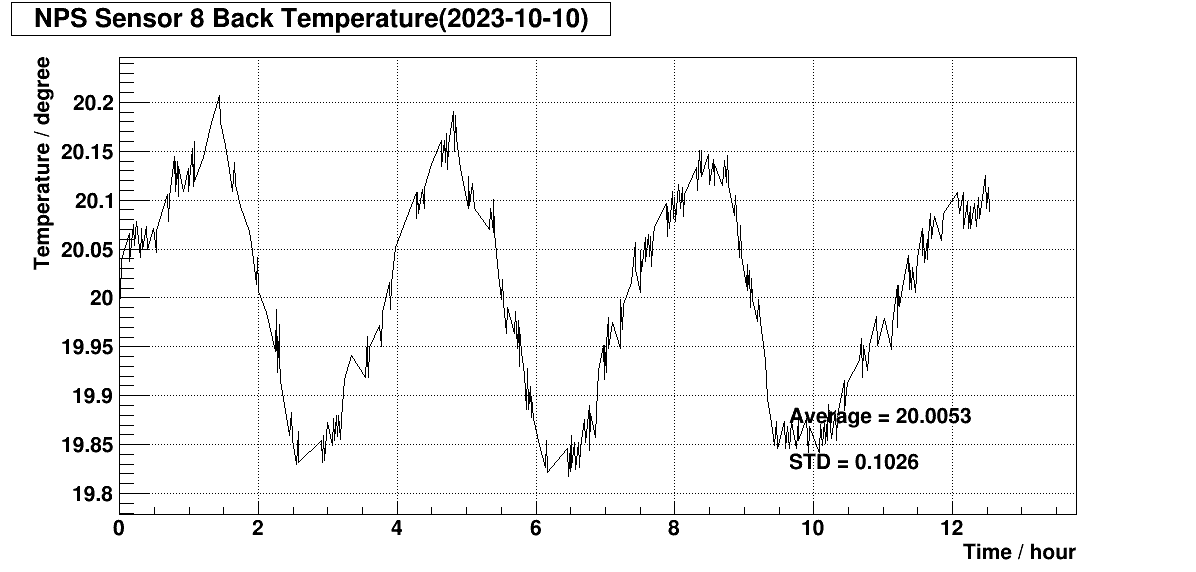 NPS Sensor 8 Back Temperature(2023-10-10)
Temperature / degree
20.2
20.15
20.1
20.05
20
19.95
19.9
19.85
19.8
Average = 20.0053
STD = 0.1026
0 2 4 6 8 10 12
Time / hour